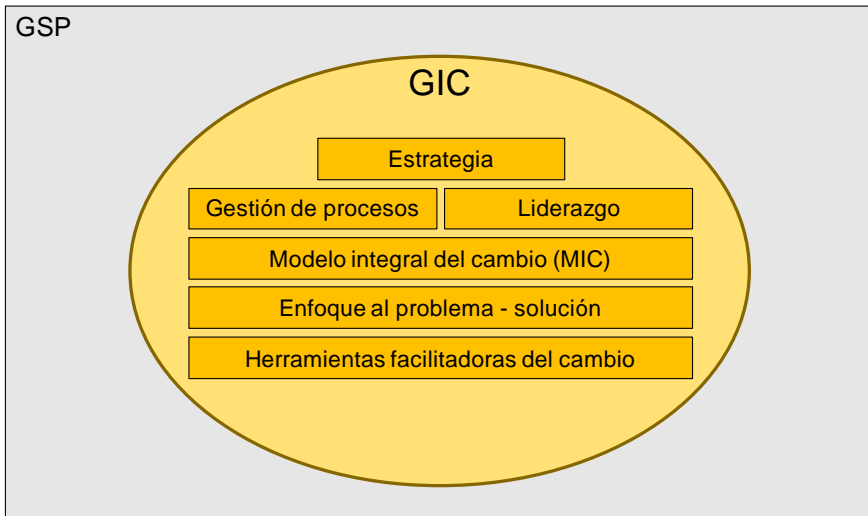 GSP
GIC
Estrategia
Gestión de procesos
Liderazgo
Modelo integral del cambio (MIC)
Enfoque al problema - solución
Herramientas facilitadoras del cambio